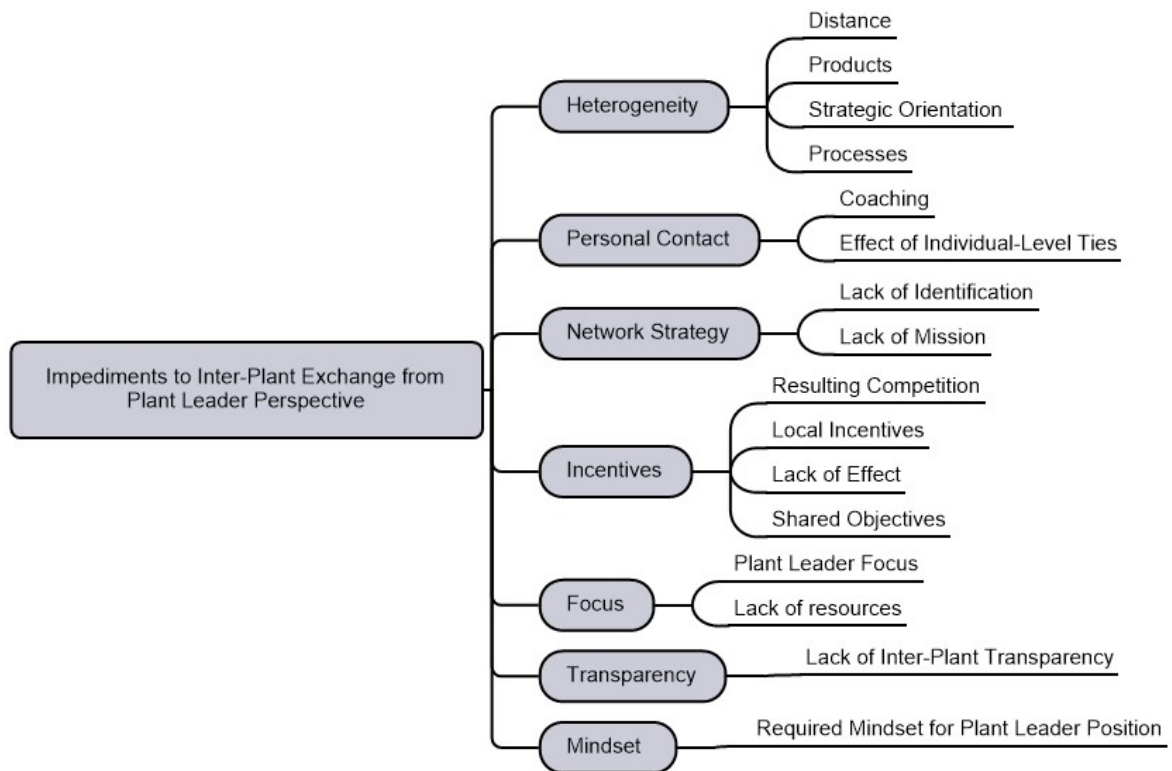 Impediments to Inter-Plant Exchange from
Plant Leader Perspective
Heterogeneity
Distance
Products
Strategic Orientation
Processes
Personal Contact
Coaching
Effect of Individual-Level Ties
Network Strategy
Lack of Identification
Lack of Mission
Incentives
Resulting Competition
Local Incentives
Lack of Effect
Shared Objectives
Focus
Plant Leader Focus
Lack of resources
Transparency
Lack of Inter-Plant Transparency
Mindset
Required Mindset for Plant Leader Position